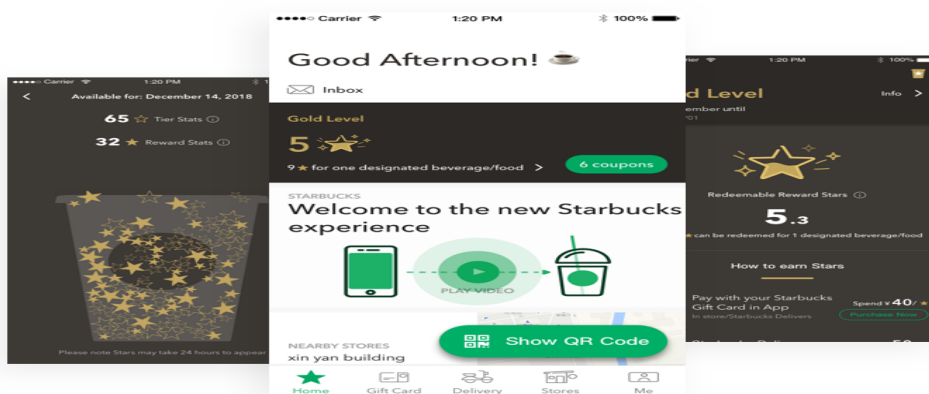 Carrier
1:20 PM
Available for: December 14, 2018
65 ☆ Tier Stats
32 ★ Reward Stats
Please note Stars may take 24 hours to appear
Carrier
1:20 PM
100%
Good Afternoon!
Inbox
Gold Level
5
9 ★ for one designated beverage/food >
6 coupons
STARBUCKS
Welcome to the new Starbucks
experience
PLAY VIDEO
NEARBY STORES
xin yan building
Show QR Code
Home
Gift Card
Delivery
Stores
Me
1:20 PM
100%
d Level
Info >
ember until
Redeemable Reward Stars
5.3
★ can be redeemed for 1 designated beverage/food
How to earn Stars
Pay with your Starbucks
Gift Card in App
In store/Starbucks Delivers
Spend ¥ 40/ ★
Purchase Now